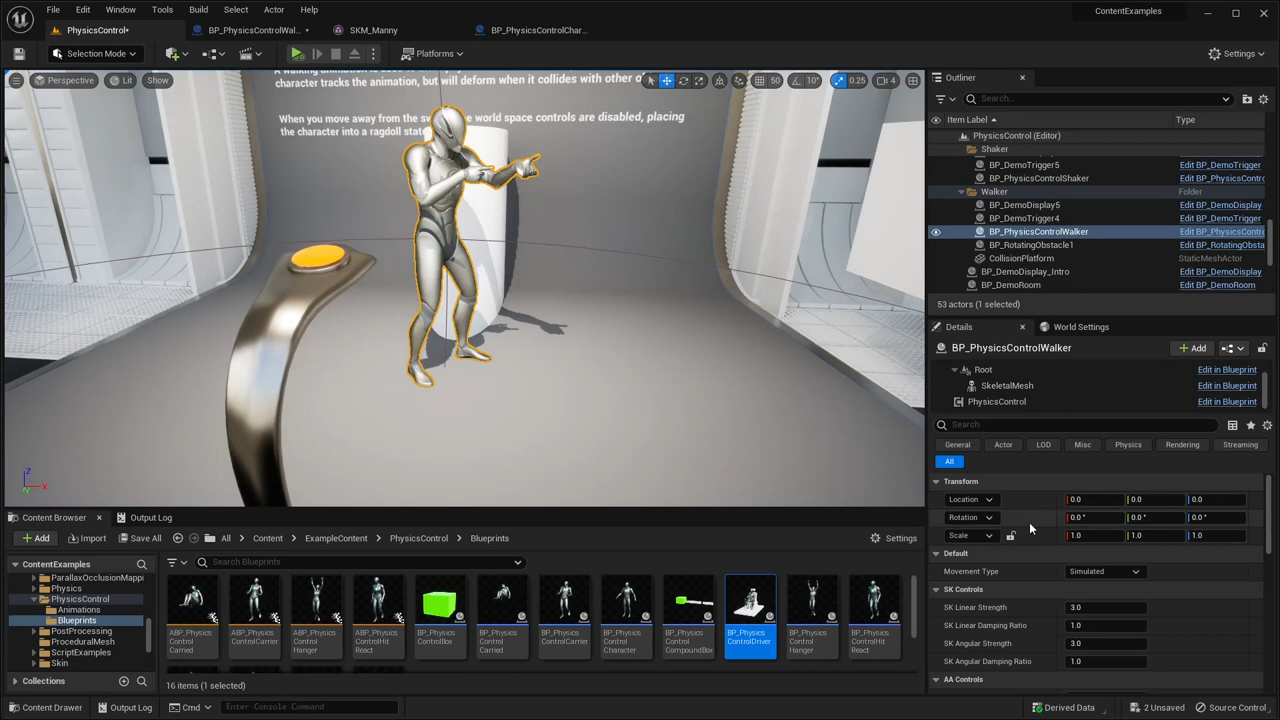 File Edit Window Tools Build Select Actor Help
ContentExamples
PhysicsControl•
BP_PhysicsControlWal... •
SKM_Manny
BP_PhysicsControlChar...
Selection Mode
Platforms
Settings
Perspective
Lit
Show
50
10°
0.25
4
character tracks the animation, but will deform when it collides with other o
When you move away from the sw
e world space controls are disabled, placing
the character into a ragdoll state
Outliner
Search...
Item Label
Type
PhysicsControl (Editor)
Shaker
BP_DemoTrigger5 Edit BP_DemoTrigger
BP_PhysicsControlShaker Edit BP_PhysicsContro
Walker Folder
BP_DemoDisplay5 Edit BP_DemoDisplay
BP_DemoTrigger4 Edit BP_DemoTrigger
BP_PhysicsControlWalker Edit BP_PhysicsContro
BP_RotatingObstacle1 Edit BP_RotatingObsta
CollisionPlatform StaticMeshActor
BP_DemoDisplay_Intro Edit BP_DemoDisplay
BP_DemoRoom Edit BP_DemoRoom
53 actors (1 selected)
Details
World Settings
BP_PhysicsControlWalker
Add
Root Edit in Blueprint
SkeletalMesh Edit in Blueprint
PhysicsControl Edit in Blueprint
Search
General Actor LOD Misc Physics Rendering Streaming
All
Transform
Location 0.0 0.0 0.0
Rotation 0.0 ° 0.0 ° 0.0 °
Scale 1.0 1.0 1.0
Default
Movement Type Simulated
SK Controls
SK Linear Strength 3.0
SK Linear Damping Ratio 1.0
SK Angular Strength 3.0
SK Angular Damping Ratio 1.0
AA Controls
Z
X
Content Browser
Output Log
Add
Import
Save All
All
Content
ExampleContent
PhysicsControl
Blueprints
Settings
ContentExamples
ParallaxOcclusionMappi
Physics
PhysicsControl
Animations
Blueprints
PostProcessing
ProceduralMesh
ScriptExamples
Skin
Collections
Search Blueprints
ABP_Physics
Control
Carried
ABP_Physics
ControlCarrier
ABP_Physics
Control
Hanger
ABP_Physics
ControlHit
React
BP_Physics
ControlBox
BP_Physics
Control
Carried
BP_Physics
ControlCarrier
BP_Physics
Control
Character
BP_Physics
Control
CompoundBox
BP_Physics
ControlDriver
BP_Physics
Control
Hanger
BP_Physics
ControlHit
React
16 items (1 selected)
Content Drawer
Output Log
Cmd
Enter Console Command
Derived Data
2 Unsaved
Source Control